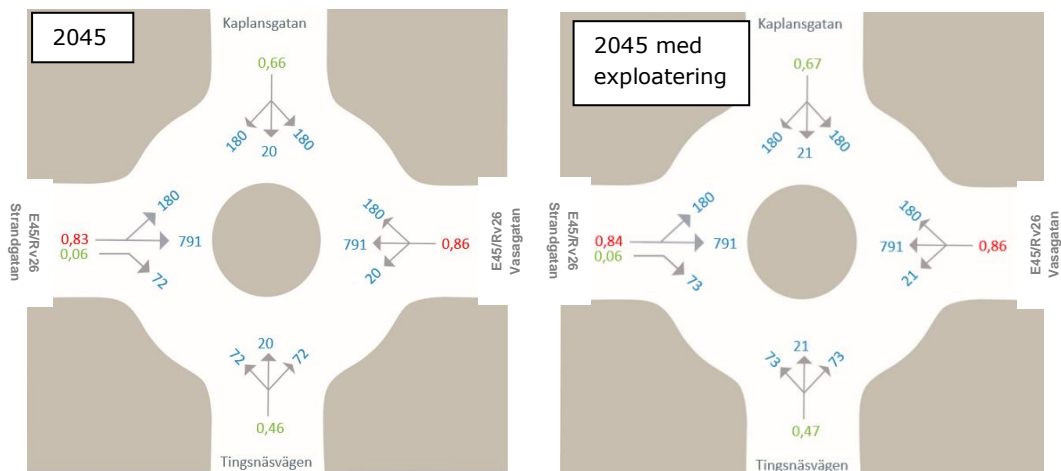 2045
Kaplansgatan
0,66
180
20
180
E45/Rv26
Strandgatan
0,83
0,06
180
791
72
180
791
20
0,86
E45/Rv26
Vasagatan
72
20
72
0,46
Tingsnäsvägen
2045 med
exploatering
Kaplansgatan
0,67
180
21
180
E45/Rv26
Strandgatan
0,84
0,06
180
791
73
180
791
21
0,86
E45/Rv26
Vasagatan
73
21
73
0,47
Tingsnäsvägen